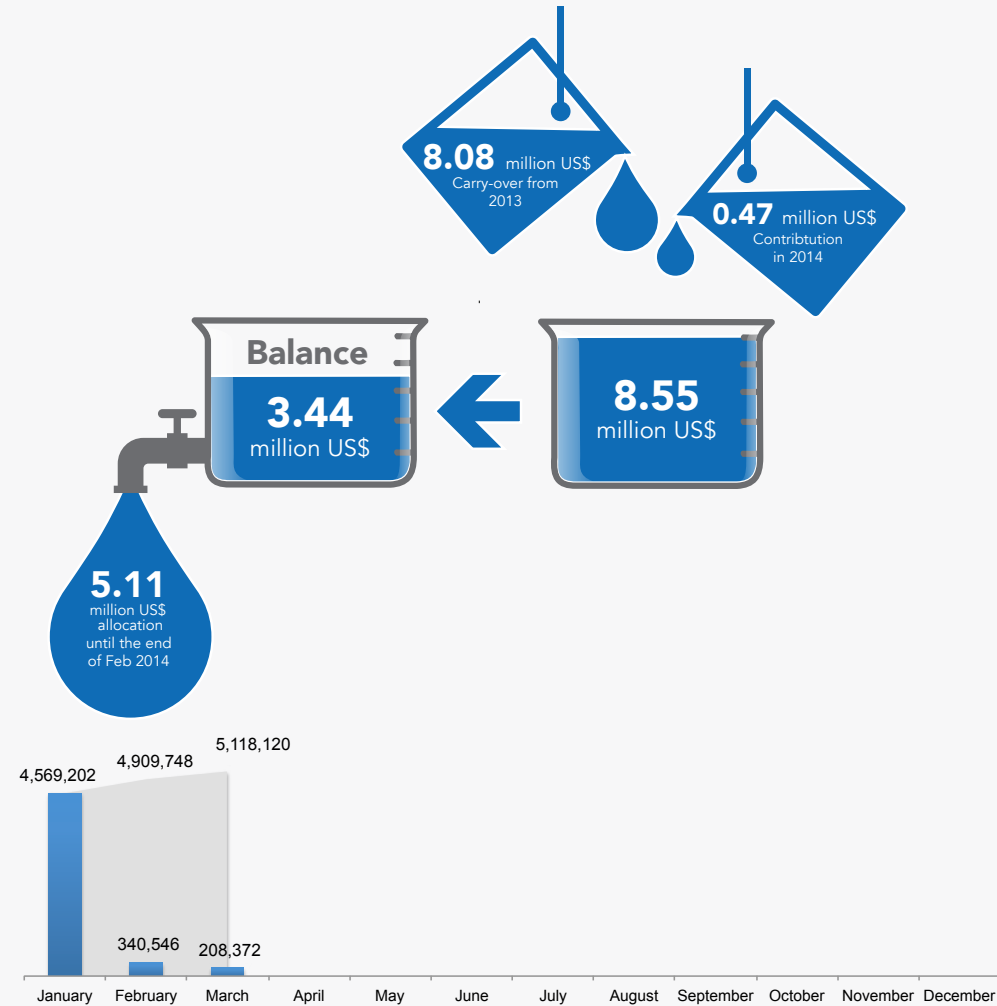 8.08 million US$
Carry-over from
2013
0.47 million US$
Contribtution
in 2014
Balance
3.44
million US$
8.55
million US$
5.11
million US$
allocation
until the end
of Feb 2014
5,118,120
4,909,748
4,569,202
340,546
208,372
January February March April May June July August September October November December